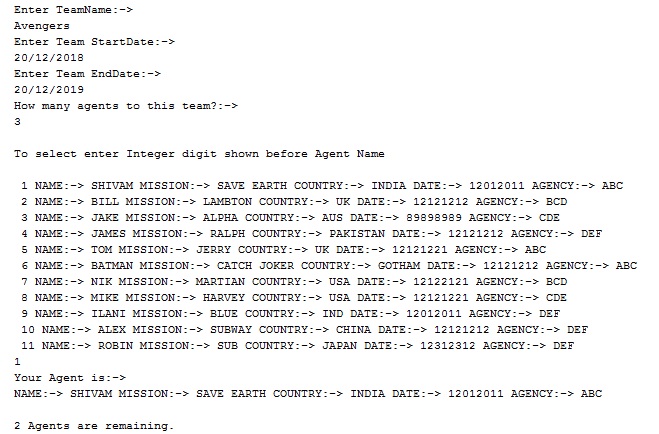 Enter TeamName:->
Avengers
Enter Team StartDate:->
20/12/2018
Enter Team EndDate:->
20/12/2019
How many agents to this team?:->
3
To select enter Integer digit shown before Agent Name
1 NAME:-> SHIVAM MISSION:-> SAVE EARTH COUNTRY:-> INDIA DATE:-> 12012011 AGENCY:-> ABC
2 NAME:-> BILL MISSION:-> LAMBTON COUNTRY:-> UK DATE:-> 12121212 AGENCY:-> BCD
3 NAME:-> JAKE MISSION:-> ALPHA COUNTRY:-> AUS DATE:-> 89898989 AGENCY:-> CDE
4 NAME:-> JAMES MISSION:-> RALPH COUNTRY:-> PAKISTAN DATE:-> 12121212 AGENCY:-> DEF
5 NAME:-> TOM MISSION:-> JERRY COUNTRY:-> UK DATE:-> 12121221 AGENCY:-> ABC
6 NAME:-> BATMAN MISSION:-> CATCH JOKER COUNTRY:-> GOTHAM DATE:-> 12121212 AGENCY:-> ABC
7 NAME:-> NIK MISSION:-> MARTIAN COUNTRY:-> USA DATE:-> 12122121 AGENCY:-> BCD
8 NAME:-> MIKE MISSION:-> HARVEY COUNTRY:-> USA DATE:-> 12121221 AGENCY:-> CDE
9 NAME:-> ILANI MISSION:-> BLUE COUNTRY:-> IND DATE:-> 12012011 AGENCY:-> DEF
10 NAME:-> ALEX MISSION:-> SUBWAY COUNTRY:-> CHINA DATE:-> 12121212 AGENCY:-> DEF
11 NAME:-> ROBIN MISSION:-> SUB COUNTRY:-> JAPAN DATE:-> 12312312 AGENCY:-> DEF
1
Your Agent is:->
NAME:-> SHIVAM MISSION:-> SAVE EARTH COUNTRY:-> INDIA DATE:-> 12012011 AGENCY:-> ABC
2 Agents are remaining.